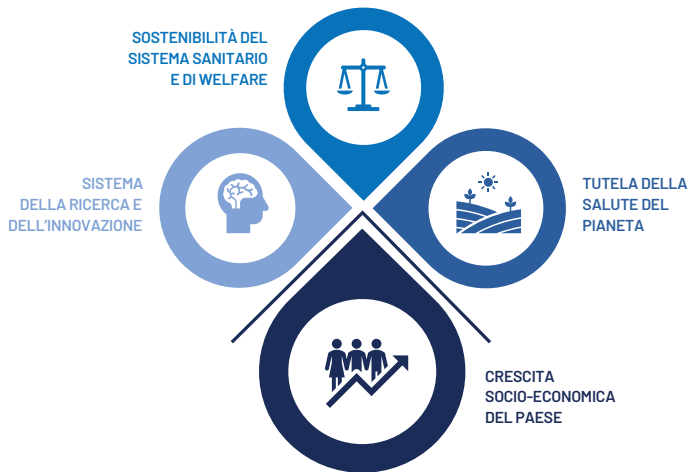 SOSTENIBILITÀ DEL
SISTEMA SANITARIO
E DI WELFARE
SISTEMA
DELLA RICERCA E
DELL'INNOVAZIONE
TUTELA DELLA
SALUTE DEL
PIANETA
CRESCITA
SOCIO-ECONOMICA
DEL PAESE